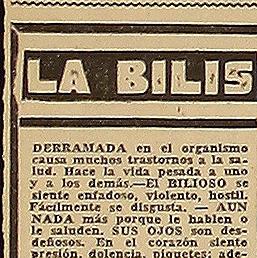 LA BILIS
DERRAMADA en el organismo
causa muchos trastornos a la sa-
lud. Hace la vida pesada a uno
y a los demás.—El BILIOSO se
siente enfadoso, violento, hostil.
Fácilmente se disgusta. — AUN
NADA más porque le hablen o
le saluden. SUS OJOS son des-
deñosos. En el corazón siente
presión, dolencia, piquetes; ade-